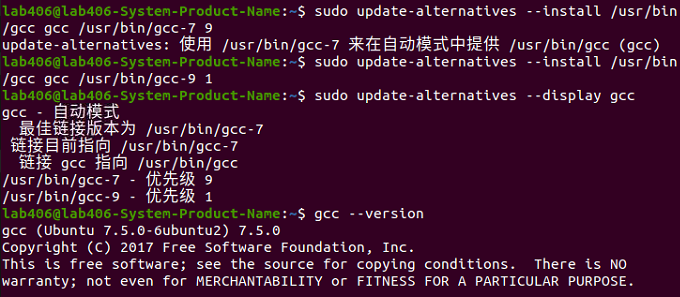 lab406@lab406-System-Product-Name:~$ sudo update-alternatives --install /usr/bin
/gcc gcc /usr/bin/gcc-7 9
update-alternatives: 使用 /usr/bin/gcc-7 来在自动模式中提供 /usr/bin/gcc (gcc)
lab406@lab406-System-Product-Name:~$ sudo update-alternatives --install /usr/bin
/gcc gcc /usr/bin/gcc-9 1
lab406@lab406-System-Product-Name:~$ sudo update-alternatives --display gcc
gcc - 自动模式
  最佳链接版本为 /usr/bin/gcc-7
 链接目前指向 /usr/bin/gcc-7
  链接 gcc 指向 /usr/bin/gcc
/usr/bin/gcc-7 - 优先级 9
/usr/bin/gcc-9 - 优先级 1
lab406@lab406-System-Product-Name:~$ gcc --version
gcc (Ubuntu 7.5.0-6ubuntu2) 7.5.0
Copyright (C) 2017 Free Software Foundation, Inc.
This is free software; see the source for copying conditions.  There is NO
warranty; not even for MERCHANTABILITY or FITNESS FOR A PARTICULAR PURPOSE.